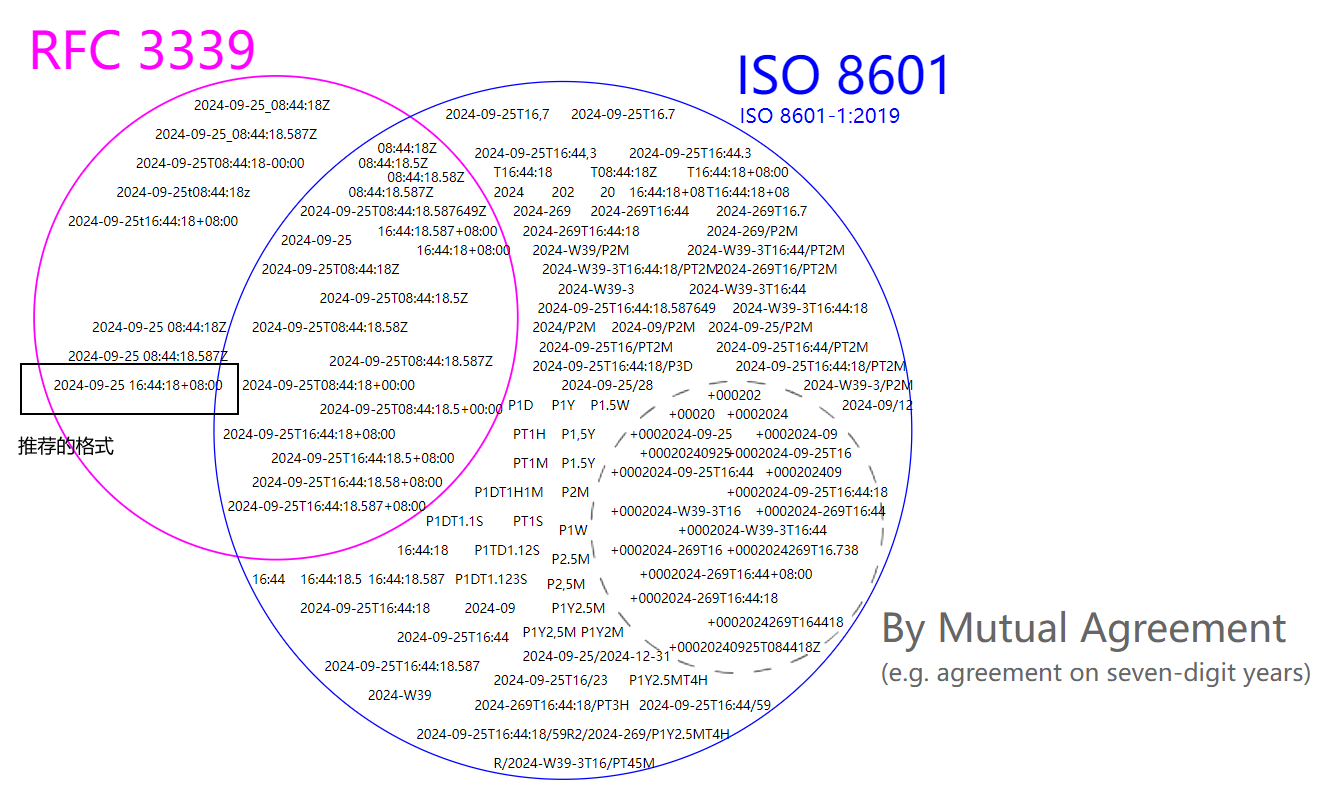 RFC 3339
ISO 8601
ISO 8601-1:2019
2024-09-25_08:44:18Z
2024-09-25T16,7 2024-09-25T16.7
2024-09-25_08:44:18.587Z
08:44:18Z
2024-09-25T16:44,3 2024-09-25T16:44.3
2024-09-25T08:44:18-00:00 08:44:18.5Z
T16:44:18 T08:44:18Z T16:44:18+08:00
08:44:18.58Z
2024-09-25t08:44:18z 08:44:18.587Z 2024 202 20 16:44:18+08 T16:44:18+08
2024-09-25T08:44:18.587649Z 2024-269 2024-269T16:44 2024-269T16.7
2024-09-25t16:44:18+08:00
16:44:18.587+08:00 2024-269T16:44:18 2024-269/P2M
2024-09-25
16:44:18+08:00 2024-W39/P2M 2024-W39-3T16:44/PT2M
2024-09-25T08:44:18Z 2024-W39-3T16:44:18/PT2M 2024-269T16/PT2M
2024-W39-3 2024-W39-3T16:44
2024-09-25T08:44:18.5Z
2024-09-25T16:44:18.587649 2024-W39-3T16:44:18
2024-09-25 08:44:18Z 2024-09-25T08:44:18.58Z 2024/P2M 2024-09/P2M 2024-09-25/P2M
2024-09-25T16/PT2M 2024-09-25T16:44/PT2M
2024-09-25 08:44:18.587Z 2024-09-25T08:44:18.587Z
2024-09-25T16:44:18/P3D 2024-09-25T16:44:18/PT2M
2024-09-25 16:44:18+08:00 2024-09-25T08:44:18+00:00 2024-09-25/28 2024-W39-3/P2M
+000202
2024-09-25T08:44:18.5+00:00 P1D P1Y P1.5W 2024-09/12
+00020 +0002024
2024-09-25T16:44:18+08:00 PT1H P1,5Y +0002024-09-25 +0002024-09
推荐的格式
+00020240925 +0002024-09-25T16
2024-09-25T16:44:18.5+08:00 PT1M P1.5Y
+0002024-09-25T16:44 +000202409
2024-09-25T16:44:18.58+08:00 P1DT1H1M P2M +0002024-09-25T16:44:18
2024-09-25T16:44:18.587+08:00 +0002024-W39-3T16 +0002024-269T16:44
P1DT1.1S PT1S P1W +0002024-W39-3T16:44
16:44:18 P1TD1.12S +0002024-269T16 +0002024269T16.738
P2.5M
16:44 16:44:18.5 16:44:18.587 P1DT1.123S P2,5M +0002024-269T16:44+08:00
+0002024-269T16:44:18
2024-09-25T16:44:18 2024-09 P1Y2.5M
+0002024269T164418
2024-09-25T16:44 P1Y2,5M P1Y2M
By Mutual Agreement
+00020240925T084418Z
2024-09-25/2024-12-31
2024-09-25T16:44:18.587
(e.g. agreement on seven-digit years)
2024-09-25T16/23 P1Y2.5MT4H
2024-W39
2024-269T16:44:18/PT3H 2024-09-25T16:44/59
2024-09-25T16:44:18/59 R2/2024-269/P1Y2.5MT4H
R/2024-W39-3T16/PT45M